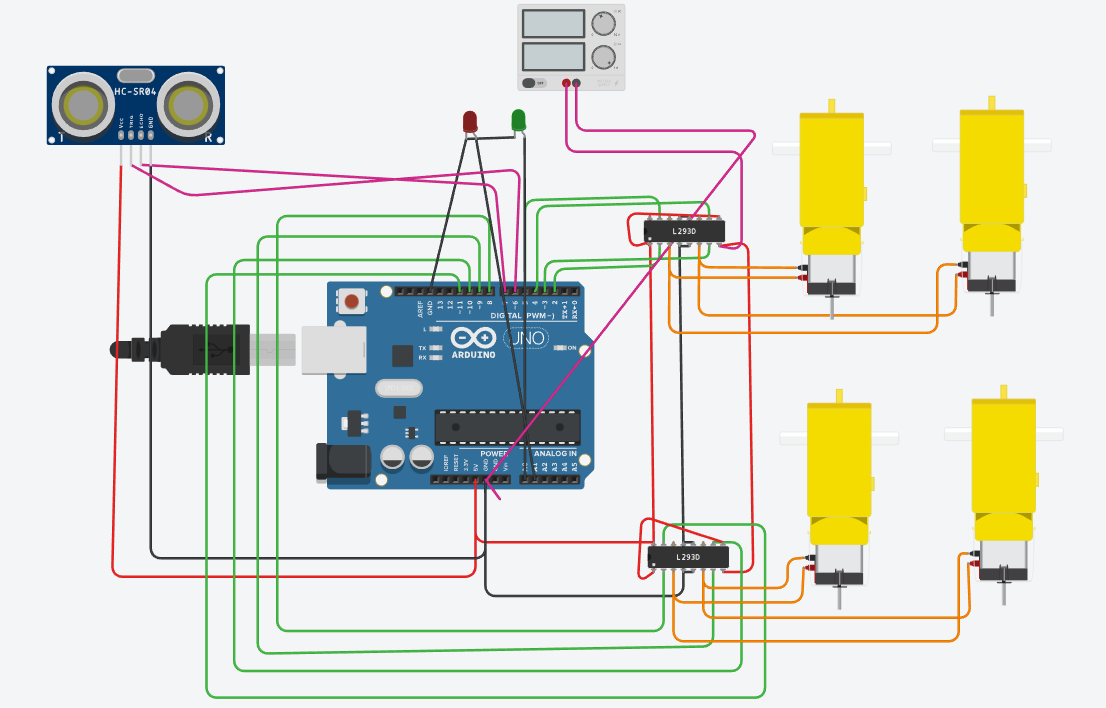 HC-SR04
Vcc
TRIG
ECHO
GND
T
R
OFF
L293D
AREF
GND
13
12
~11
~10
~9
8
7
~6
~5
4
~3
2
TX→1
RX←0
DIGITAL (PWM~)
L
TX
RX
ARDUINO
UNO
ON
IOREF
RESET
3.3V
5V
GND
GND
Vin
POWER
ANALOG IN
A0
A1
A2
A3
A4
A5
L293D